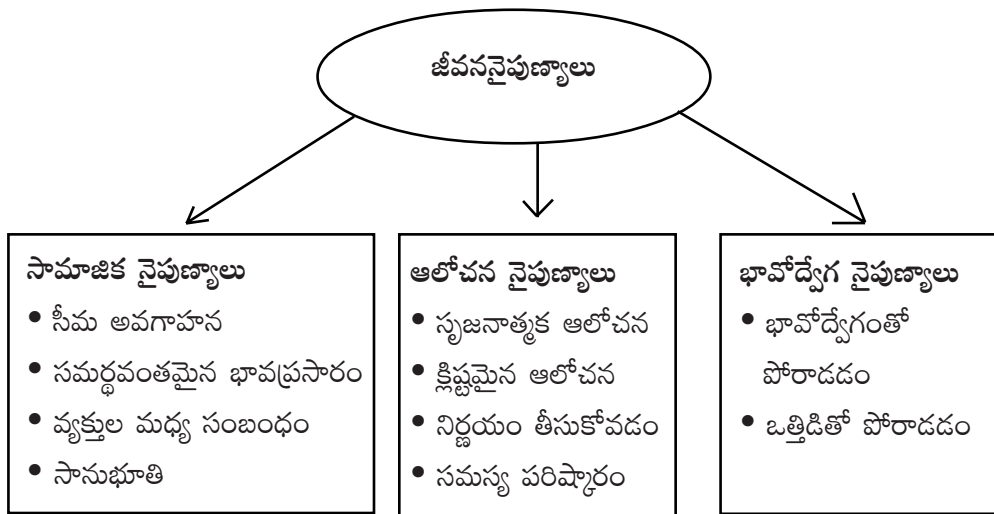 జీవననైపుణ్యాలు
సామాజిక నైపుణ్యాలు
• సీమ అవగాహన
• సమర్థవంతమైన భావప్రసారం
• వ్యక్తుల మధ్య సంబంధం
• సానుభూతి
ఆలోచన నైపుణ్యాలు
• సృజనాత్మక ఆలోచన
• క్లిష్టమైన ఆలోచన
• నిర్ణయం తీసుకోవడం
• సమస్య పరిష్కారం
భావోద్వేగ నైపుణ్యాలు
• భావోద్వేగంతో
పోరాడడం
• ఒత్తిడితో పోరాడడం